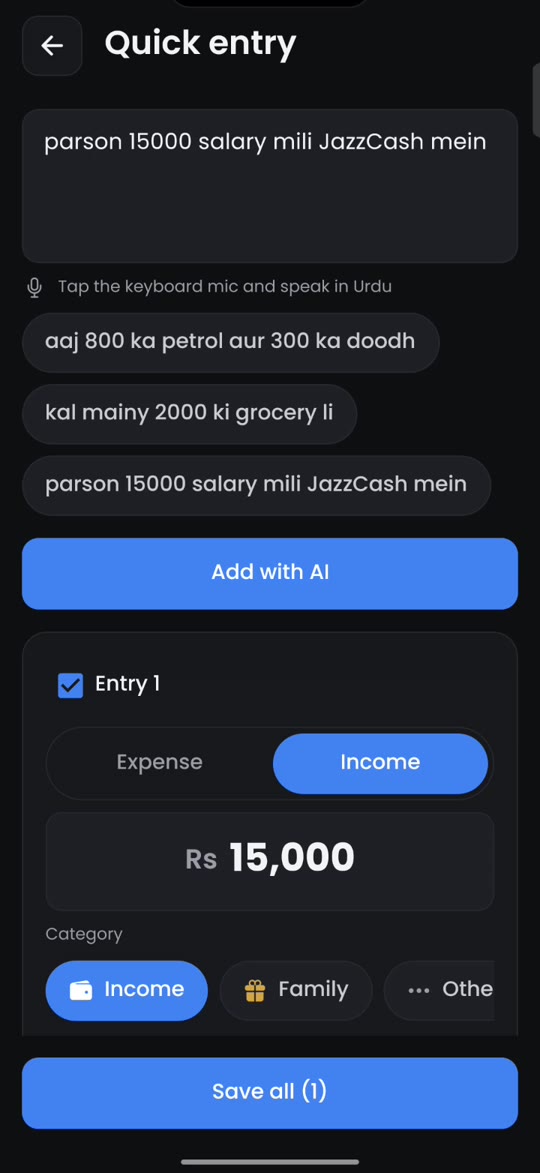 Quick entry
parson 15000 salary mili JazzCash mein
Tap the keyboard mic and speak in Urdu
aaj 800 ka petrol aur 300 ka doodh
kal mainy 2000 ki grocery li
parson 15000 salary mili JazzCash mein
Add with AI
Entry 1
Expense Income
Rs 15,000
Category
Income Family Othe
Save all (1)